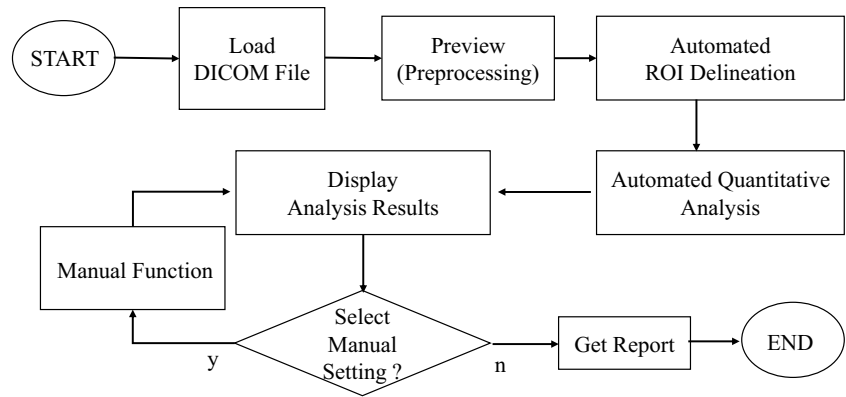 START
Load
DICOM File
Preview
(Preprocessing)
Automated
ROI Delineation
Automated Quantitative
Analysis
Display
Analysis Results
Manual Function
Select
Manual
Setting ?
y
n
Get Report
END